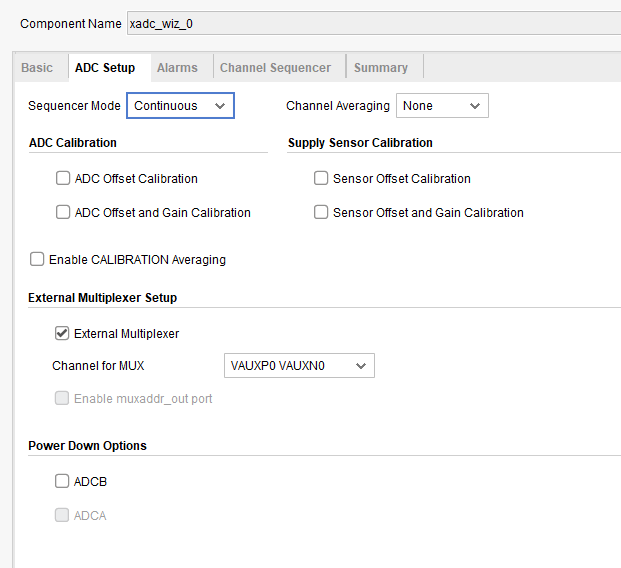 Component Name xadc_wiz_0
Basic ADC Setup Alarms Channel Sequencer Summary
Sequencer Mode Continuous Channel Averaging None
ADC Calibration Supply Sensor Calibration
ADC Offset Calibration Sensor Offset Calibration
ADC Offset and Gain Calibration Sensor Offset and Gain Calibration
Enable CALIBRATION Averaging
External Multiplexer Setup
External Multiplexer
Channel for MUX VAUXP0 VAUXN0
Enable muxaddr_out port
Power Down Options
ADCB
ADCA